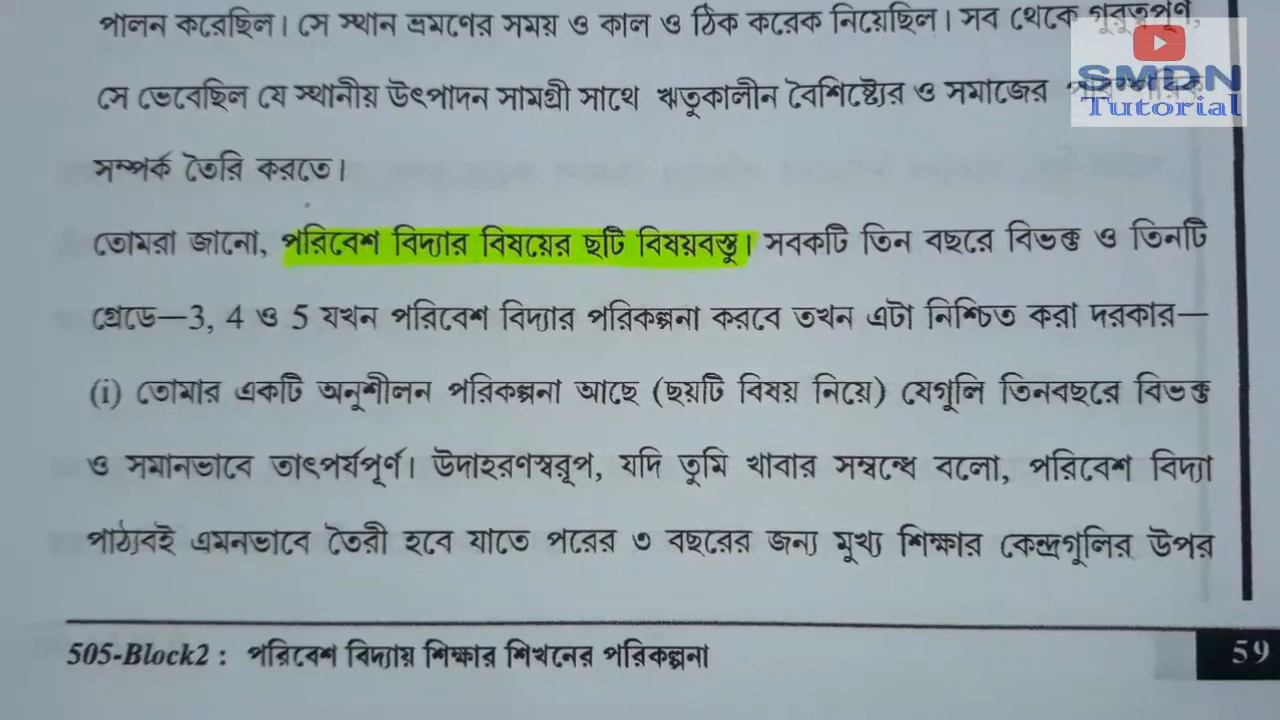 পালন করেছিল। সে স্থান ভ্রমণের সময় ও কাল ও ঠিক করেক নিয়েছিল। সব থেকে গুরুত্বপূর্ণ,
সে ভেবেছিল যে স্থানীয় উৎপাদন সামগ্রী সাথে ঋতুকালীন বৈশিষ্ট্যের ও সমাজের
SMDN
Tutorial
সম্পর্ক তৈরি করতে।
তোমরা জানো, পরিবেশ বিদ্যার বিষয়ের ছটি বিষয়বস্তু। সবকটি তিন বছরে বিভক্ত ও তিনটি
গ্রেডে—3, 4 ও 5 যখন পরিবেশ বিদ্যার পরিকল্পনা করবে তখন এটা নিশ্চিত করা দরকার—
(i) তোমার একটি অনুশীলন পরিকল্পনা আছে (ছয়টি বিষয় নিয়ে) যেগুলি তিনবছরে বিভক্ত
ও সমানভাবে তাৎপর্যপূর্ণ। উদাহরণস্বরূপ, যদি তুমি খাবার সম্বন্ধে বলো, পরিবেশ বিদ্যা
পাঠ্যবই এমনভাবে তৈরী হবে যাতে পরের ৩ বছরের জন্য মুখ্য শিক্ষার কেন্দ্রগুলির উপর
505-Block2 : পরিবেশ বিদ্যায় শিক্ষার শিখনের পরিকল্পনা
59